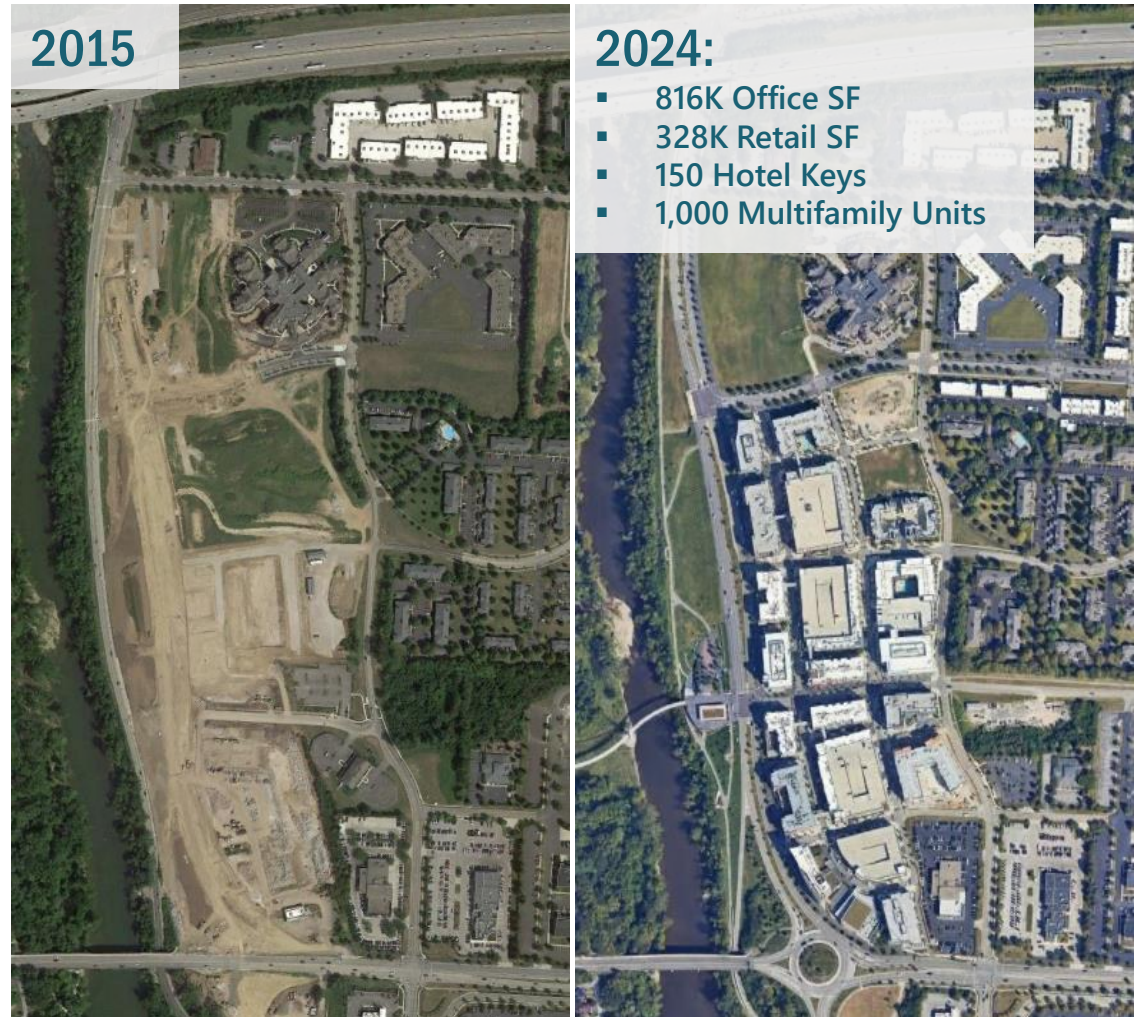 2015
2024:
▪ 816K Office SF
▪ 328K Retail SF
▪ 150 Hotel Keys
▪ 1,000 Multifamily Units